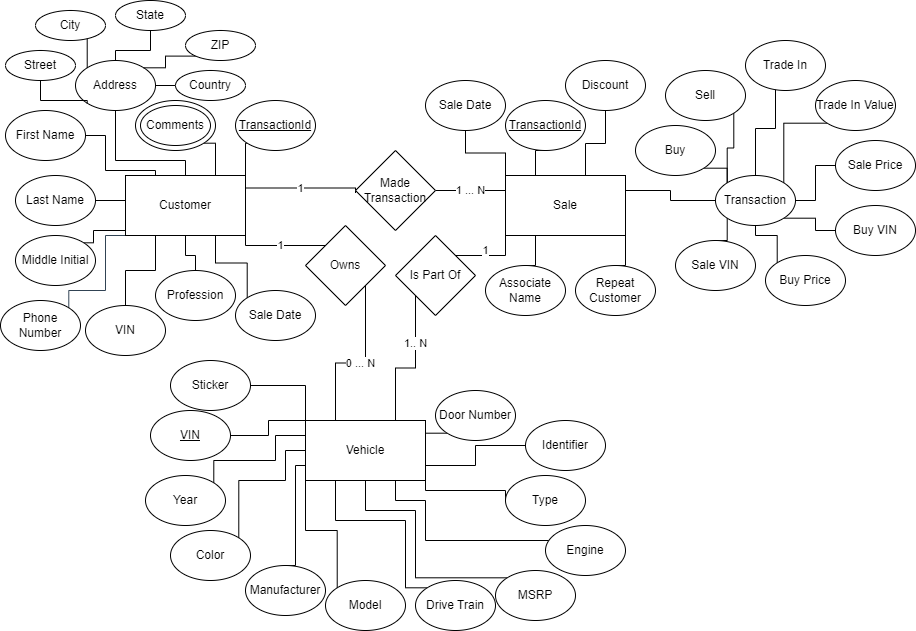 State
City
ZIP
Street
Address
Country
Comments
TransactionId
First Name
Last Name
Customer
Middle Initial
Phone
Number
VIN
Profession
Sale Date
1
Made
Transaction
1 ... N
1
Owns
Is Part Of
1
0 ... N
1.. N
Sale Date
TransactionId
Discount
Sale
Associate
Name
Repeat
Customer
Sell
Trade In
Trade In Value
Buy
Sale Price
Transaction
Buy VIN
Sale VIN
Buy Price
Sticker
VIN
Year
Color
Manufacturer
Model
Vehicle
Door Number
Identifier
Type
Engine
MSRP
Drive Train